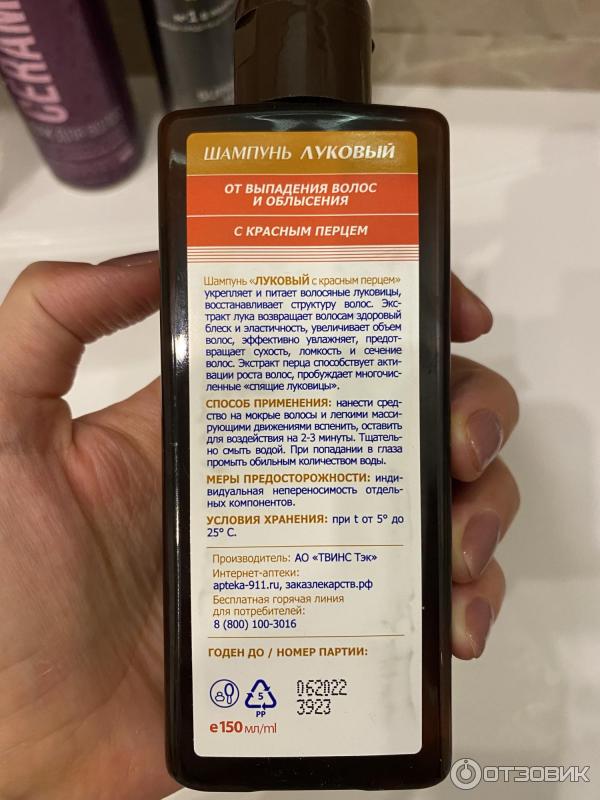 CERAM
ШАМПУНЬ ЛУКОВЫЙ
ОТ ВЫПАДЕНИЯ ВОЛОС
И ОБЛЫСЕНИЯ
С КРАСНЫМ ПЕРЦЕМ
Шампунь «ЛУКОВЫЙ с красным перцем»
укрепляет и питает волосяные луковицы,
восстанавливает структуру волос. Экс-
тракт лука возвращает волосам здоровый
блеск и эластичность, увеличивает объем
волос, эффективно увлажняет, предот-
вращает сухость, ломкость и сечение
волос. Экстракт перца способствует акти-
вации роста волос, пробуждает многочис-
ленные «спящие луковицы».
СПОСОБ ПРИМЕНЕНИЯ: нанести сред-
ство на мокрые волосы и легкими масси-
рующими движениями вспенить, оставить
для воздействия на 2-3 минуты. Тщатель-
но смыть водой. При попадании в глаза
промыть обильным количеством воды.
МЕРЫ ПРЕДОСТОРОЖНОСТИ: инди-
видуальная непереносимость отдель-
ных компонентов.
УСЛОВИЯ ХРАНЕНИЯ: при t от 5° до
25° С.
Производитель: АО «ТВИНС Тэк»
Интернет-аптеки:
apteka-911.ru, заказлекарств.рф
Бесплатная горячая линия
для потребителей:
8 (800) 100-3016
ГОДЕН ДО / НОМЕР ПАРТИИ:
062022
3923
5
PP
e 150 мл/ml
ОТЗОВИК